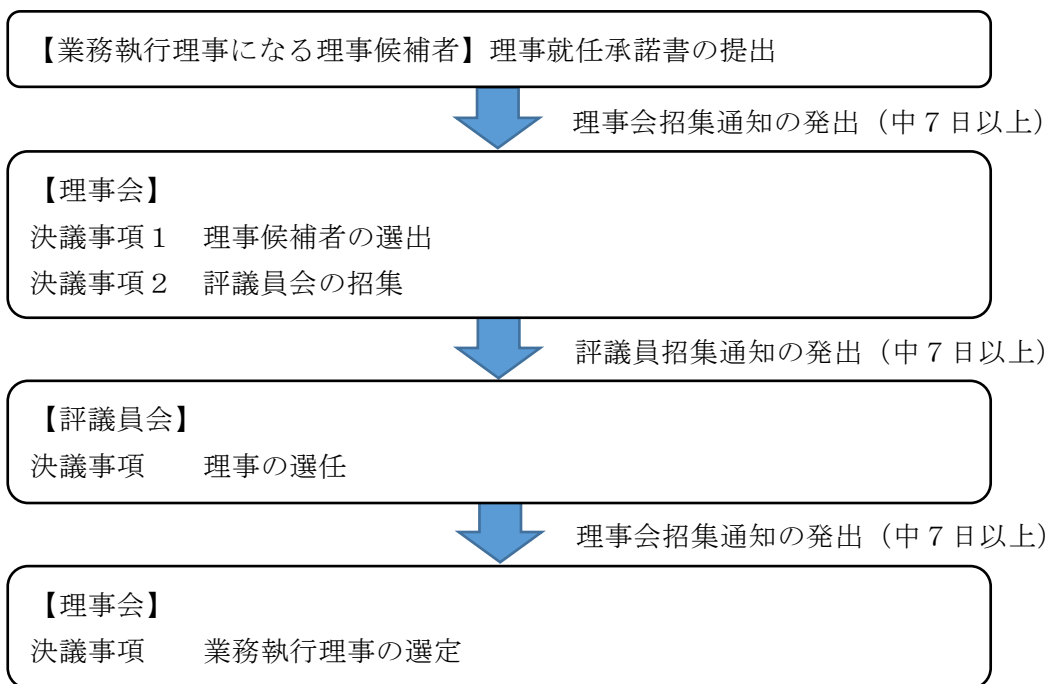 【業務執行理事になる理事候補者】理事就任承諾書の提出
理事会招集通知の発出（中７日以上）
【理事会】
決議事項１　理事候補者の選出
決議事項２　評議員会の招集
評議員招集通知の発出（中７日以上）
【評議員会】
決議事項　　理事の選任
理事会招集通知の発出（中７日以上）
【理事会】
決議事項　　業務執行理事の選定